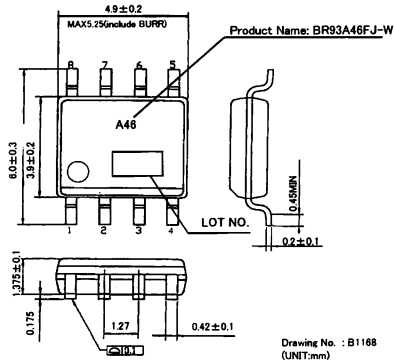 4.9±0.2
MAX5.25(include BURR)
Product Name: BR93A46FJ-W
8 7 6 5
A46
6.0±0.3
3.9±0.2
LOT NO.
1 2 3 4
0.45MIN
0.2±0.1
1.375±0.1
0.175
1.27
0.42±0.1
0.1
Drawing No. : B1168
(UNIT:mm)